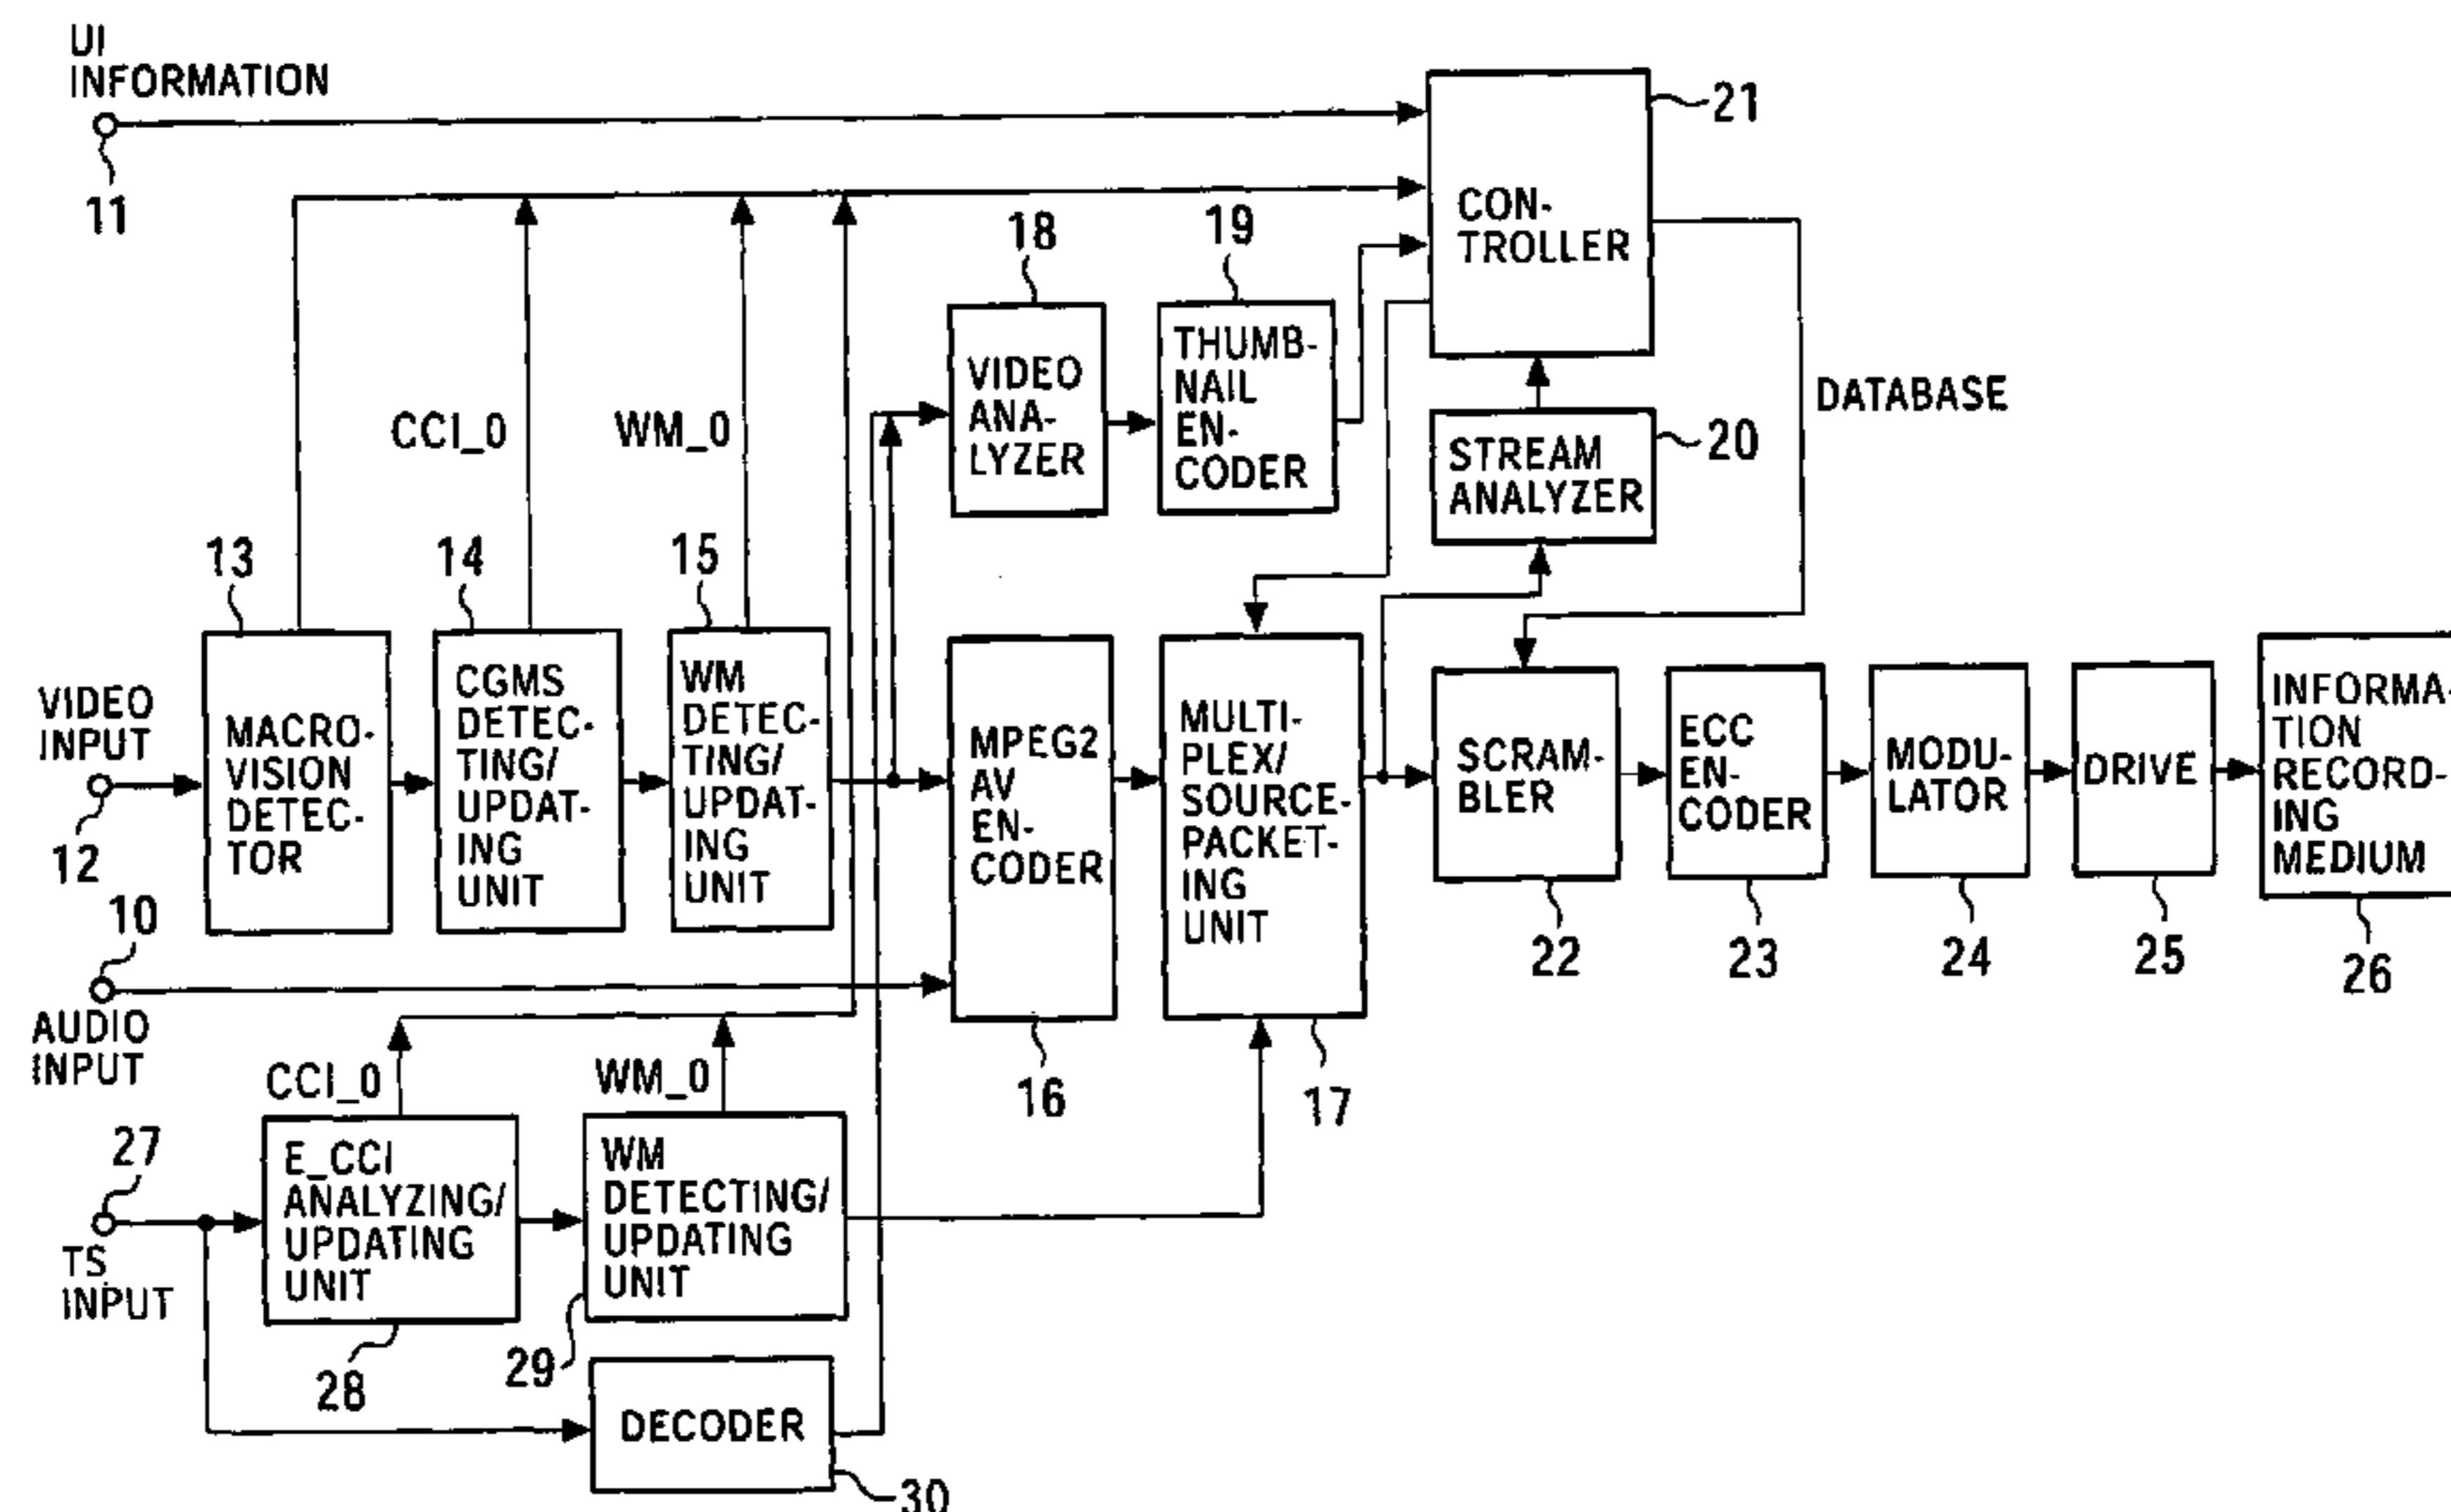 UI
INFORMATION
11
21
CON-
TROLLER
18
19
VIDEO
ANA-
LYZER
THUMB-
NAIL
EN-
CODER
DATABASE
20
STREAM
ANALYZER
CCI_0
WM_0
13
14
15
VIDEO
INPUT
12
MACRO-
VISION
DETEC-
TOR
CGMS
DETEC-
TING/
UPDAT-
ING
UNIT
WM
DETEC-
TING/
UPDAT-
ING
UNIT
MPEG2
AV
EN-
CODER
MULTI-
PLEX/
SOURCE-
PACKET-
ING
UNIT
SCRAM-
BLER
ECC
EN-
CODER
MODU-
LATOR
DRIVE
INFORMA-
TION
RECORD-
ING
MEDIUM
22
23
24
25
26
10
AUDIO
INPUT
16
17
CCI_0
WM_0
27
TS
INPUT
E_CCI
ANALYZING/
UPDATING
UNIT
WM
DETECTING/
UPDATING
UNIT
28
29
DECODER
30